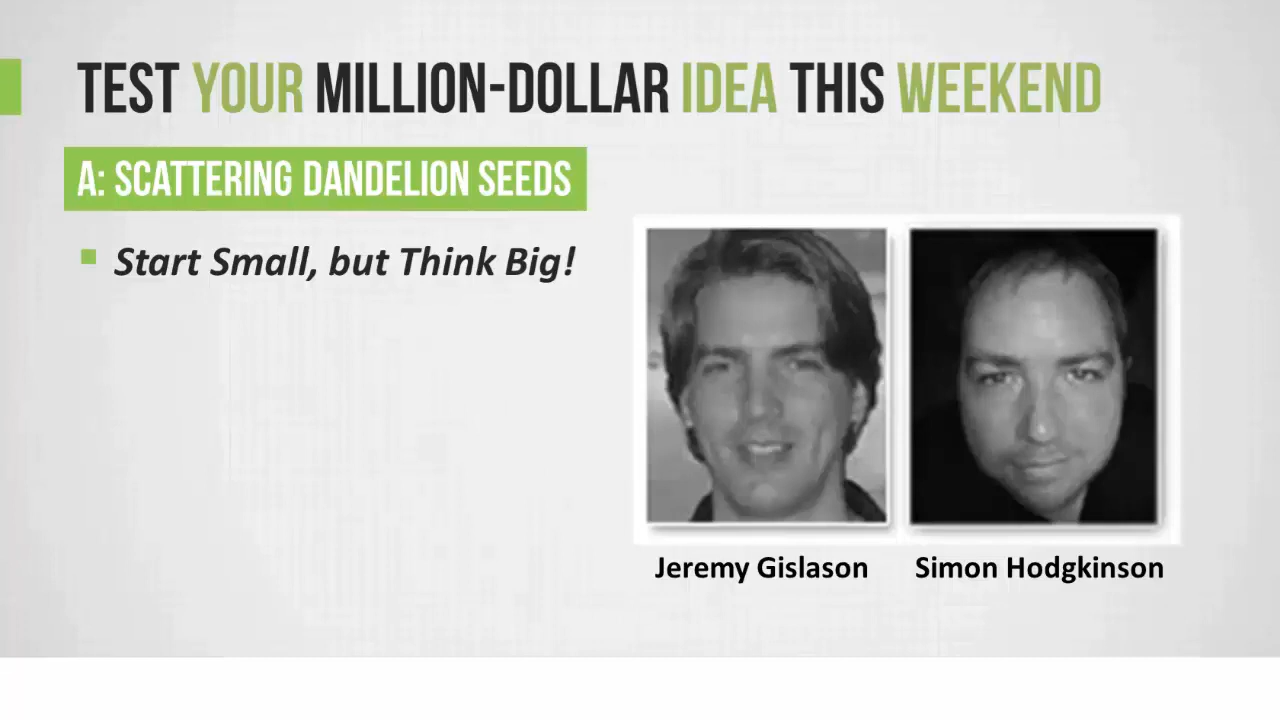 TEST YOUR MILLION-DOLLAR IDEA THIS WEEKEND
A: SCATTERING DANDELION SEEDS
Start Small, but Think Big!
Jeremy Gislason
Simon Hodgkinson